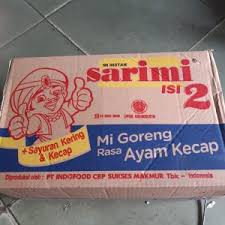 MI INSTAN
sarimi
ISI 2
+ Sayuran Kering
& Kecap
Mi Goreng
Rasa Ayam Kecap
Diproduksi oleh : PT INDOFOOD CBP SUKSES MAKMUR Tbk - Indonesia